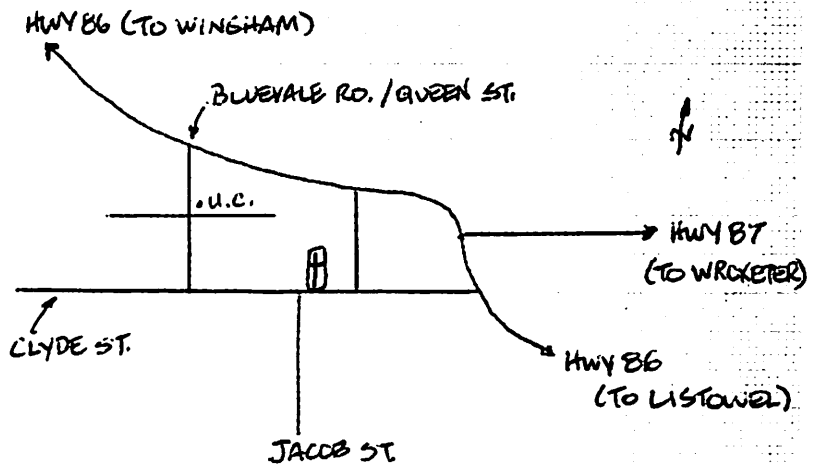 HWY 86 (TO WINGHAM)
BLUEVALE RD./QUEEN ST.
N
.U.C.
HWY 87
(TO WROXETER)
CLYDE ST.
HWY 86
(TO LISTOWEL)
JACOB ST.